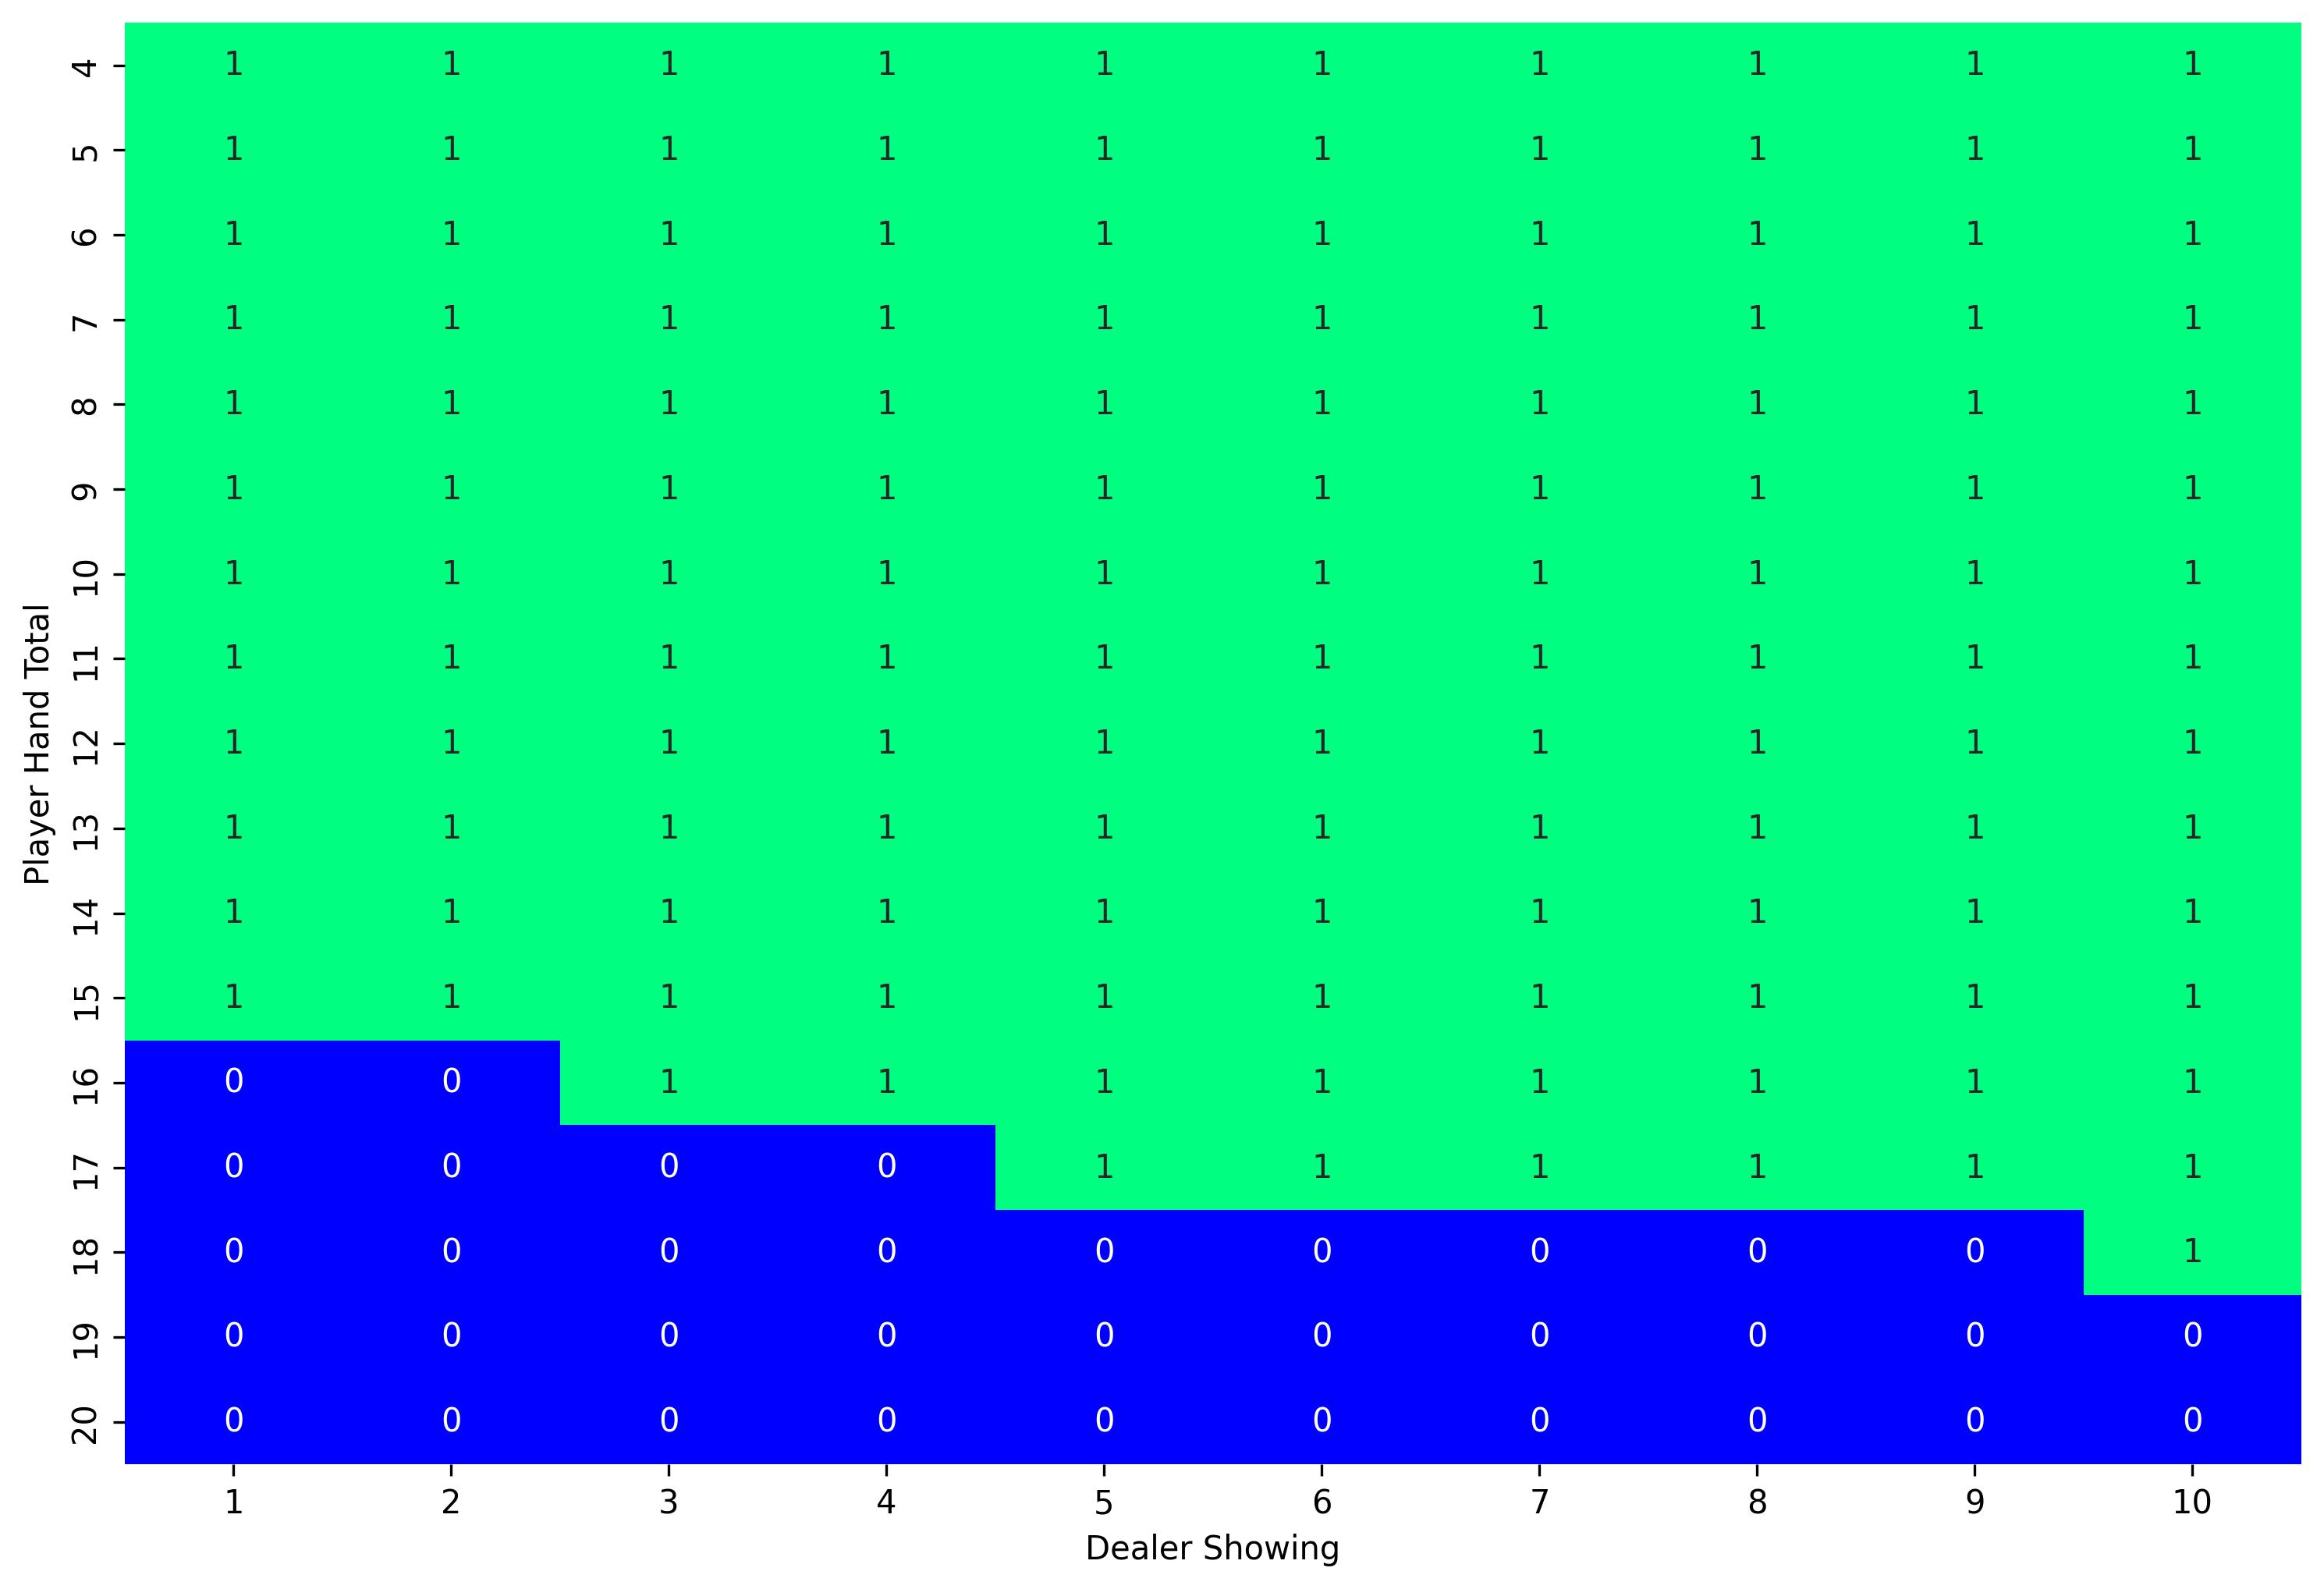 4 1 1 1 1 1 1 1 1 1 1
5 1 1 1 1 1 1 1 1 1 1
6 1 1 1 1 1 1 1 1 1 1
7 1 1 1 1 1 1 1 1 1 1
8 1 1 1 1 1 1 1 1 1 1
9 1 1 1 1 1 1 1 1 1 1
10 1 1 1 1 1 1 1 1 1 1
11 1 1 1 1 1 1 1 1 1 1
12 1 1 1 1 1 1 1 1 1 1
13 1 1 1 1 1 1 1 1 1 1
14 1 1 1 1 1 1 1 1 1 1
15 1 1 1 1 1 1 1 1 1 1
16 0 0 1 1 1 1 1 1 1 1
17 0 0 0 0 1 1 1 1 1 1
18 0 0 0 0 0 0 0 0 0 1
19 0 0 0 0 0 0 0 0 0 0
20 0 0 0 0 0 0 0 0 0 0
1 2 3 4 5 6 7 8 9 10
Dealer Showing
Player Hand Total